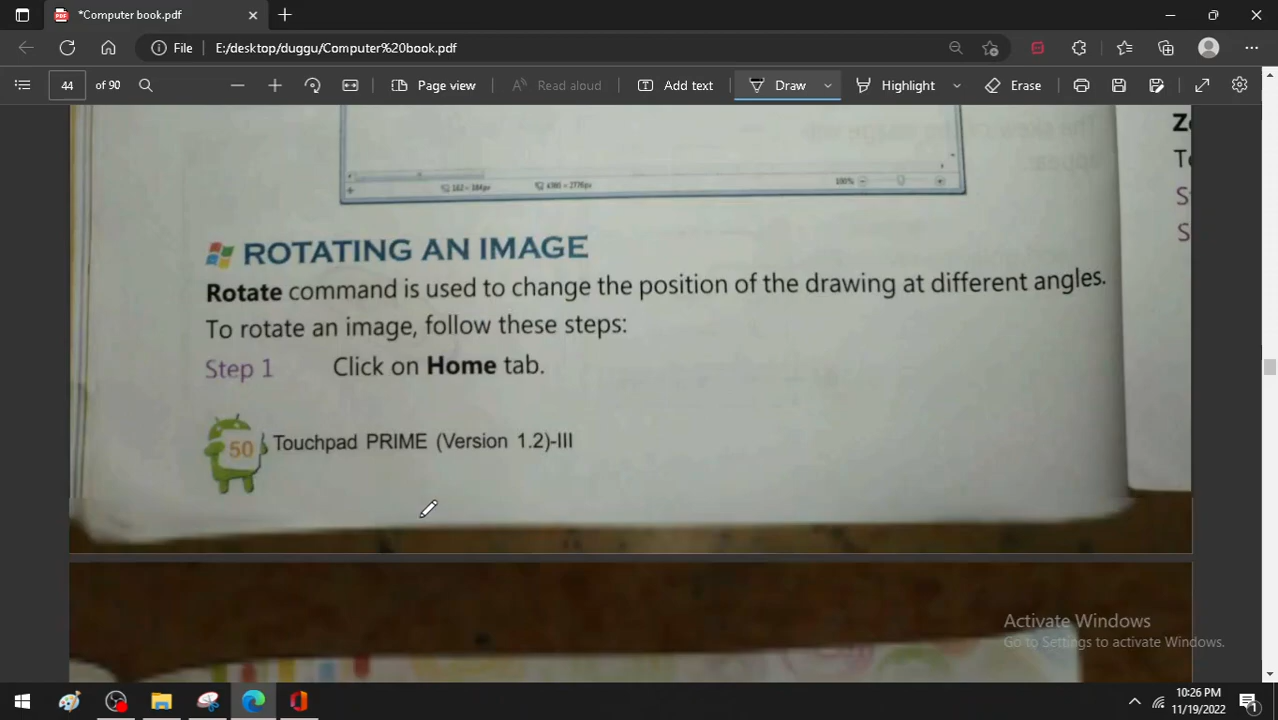 *Computer book.pdf
File E:/desktop/duggu/Computer%20book.pdf
44 of 90 Page view Read aloud Add text Draw Highlight Erase
100%
ROTATING AN IMAGE
Rotate command is used to change the position of the drawing at different angles.
To rotate an image, follow these steps:
Step 1 Click on Home tab.
50 Touchpad PRIME (Version 1.2)-III
Activate Windows
Go to Settings to activate Windows.
10:26 PM
11/19/2022